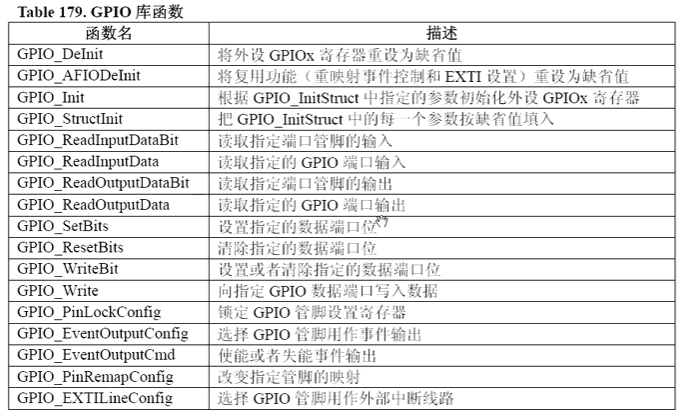 Table 179. GPIO 库函数
函数名 描述
GPIO_DeInit 将外设 GPIOx 寄存器重设为缺省值
GPIO_AFIODeInit 将复用功能（重映射事件控制和 EXTI 设置）重设为缺省值
GPIO_Init 根据 GPIO_InitStruct 中指定的参数初始化外设 GPIOx 寄存器
GPIO_StructInit 把 GPIO_InitStruct 中的每一个参数按缺省值填入
GPIO_ReadInputDataBit 读取指定端口管脚的输入
GPIO_ReadInputData 读取指定的 GPIO 端口输入
GPIO_ReadOutputDataBit 读取指定端口管脚的输出
GPIO_ReadOutputData 读取指定的 GPIO 端口输出
GPIO_SetBits 设置指定的数据端口位
GPIO_ResetBits 清除指定的数据端口位
GPIO_WriteBit 设置或者清除指定的数据端口位
GPIO_Write 向指定 GPIO 数据端口写入数据
GPIO_PinLockConfig 锁定 GPIO 管脚设置寄存器
GPIO_EventOutputConfig 选择 GPIO 管脚用作事件输出
GPIO_EventOutputCmd 使能或者失能事件输出
GPIO_PinRemapConfig 改变指定管脚的映射
GPIO_EXTILineConfig 选择 GPIO 管脚用作外部中断线路